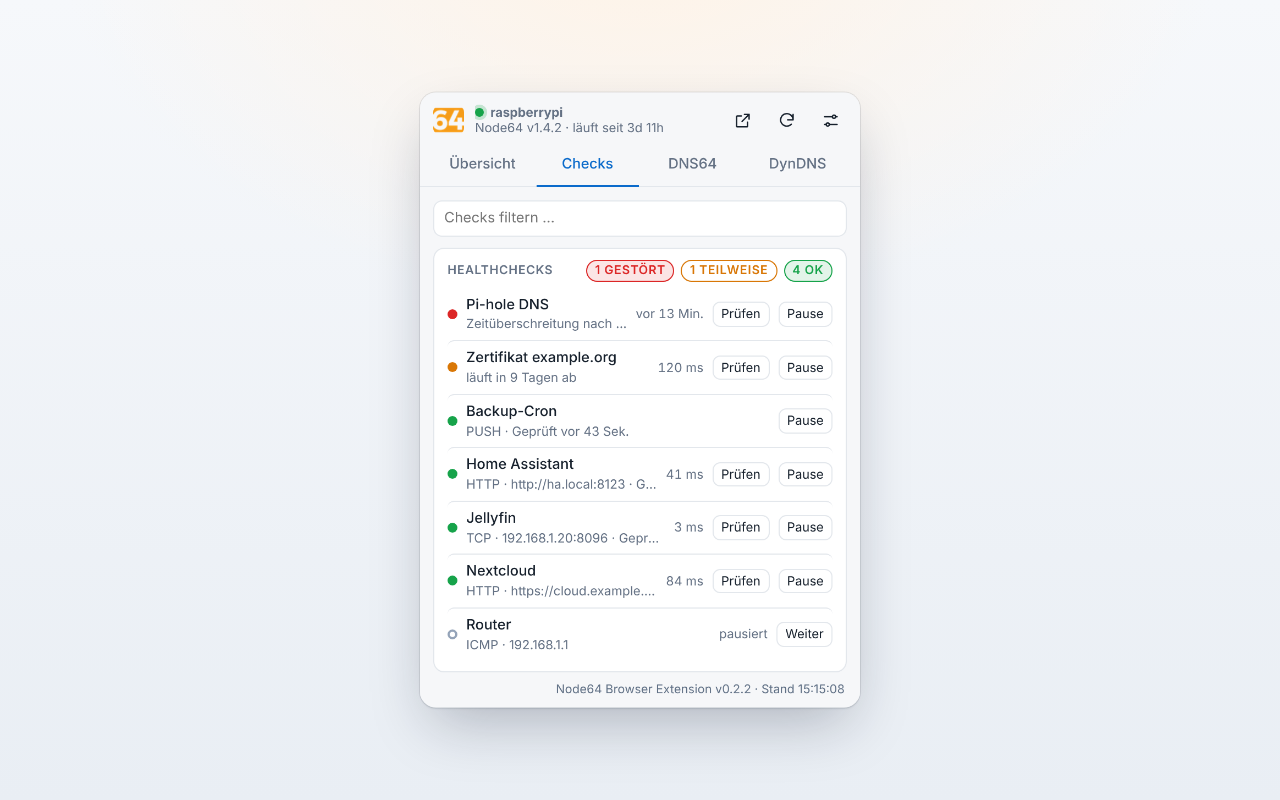 64
raspberrypi
Node64 v1.4.2 · läuft seit 3d 11h
Übersicht Checks DNS64 DynDNS
Checks filtern ...
HEALTHCHECKS 1 GESTÖRT 1 TEILWEISE 4 OK
Pi-hole DNS
Zeitüberschreitung nach ... vor 13 Min. Prüfen Pause
Zertifikat example.org
läuft in 9 Tagen ab 120 ms Prüfen Pause
Backup-Cron
PUSH · Geprüft vor 43 Sek. Pause
Home Assistant
HTTP · http://ha.local:8123 · G... 41 ms Prüfen Pause
Jellyfin
TCP · 192.168.1.20:8096 · Gepr... 3 ms Prüfen Pause
Nextcloud
HTTP · https://cloud.example.... 84 ms Prüfen Pause
Router
ICMP · 192.168.1.1 pausiert Weiter
Node64 Browser Extension v0.2.2 · Stand 15:15:08